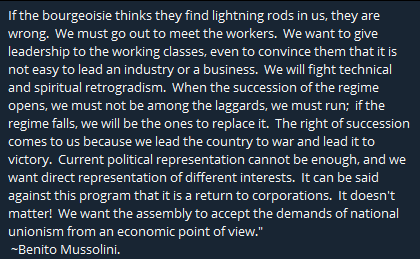 If the bourgeoisie thinks they find lightning rods in us, they are
wrong.  We must go out to meet the workers.  We want to give
leadership to the working classes, even to convince them that it is
not easy to lead an industry or a business.  We will fight technical
and spiritual retrogradism.  When the succession of the regime
opens, we must not be among the laggards, we must run;  if the
regime falls, we will be the ones to replace it.  The right of succession
comes to us because we lead the country to war and lead it to
victory.  Current political representation cannot be enough, and we
want direct representation of different interests.  It can be said
against this program that it is a return to corporations.  It doesn't
matter!  We want the assembly to accept the demands of national
unionism from an economic point of view."
~Benito Mussolini.